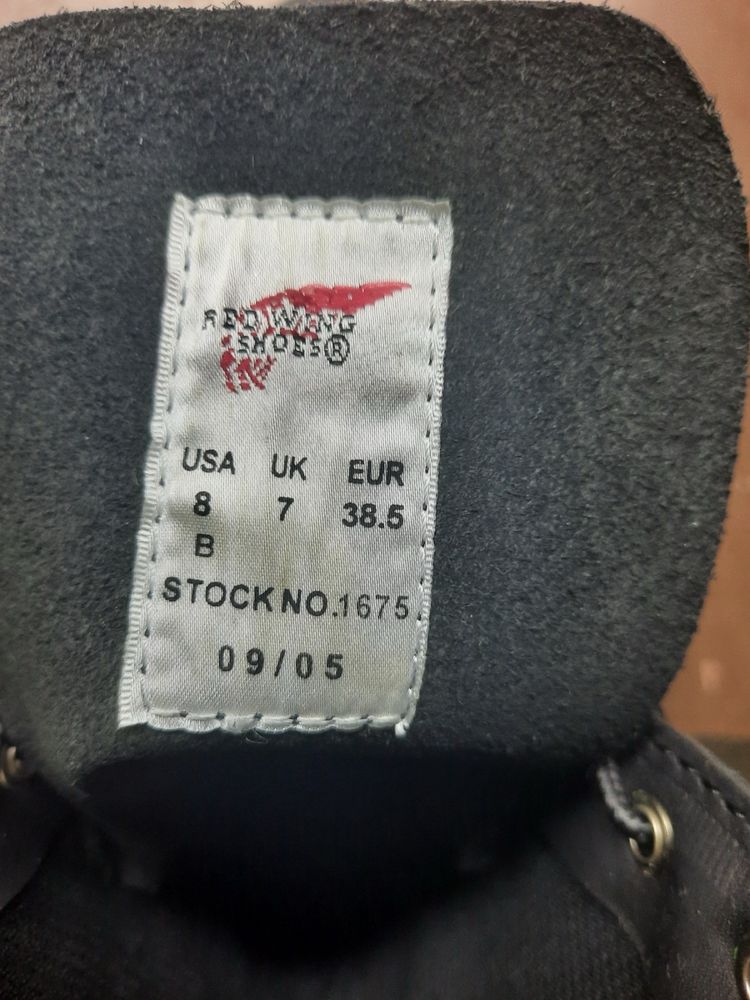 RED WING
SHOES®
USA UK EUR
8 7 38.5
B
STOCK NO.1675
09/05